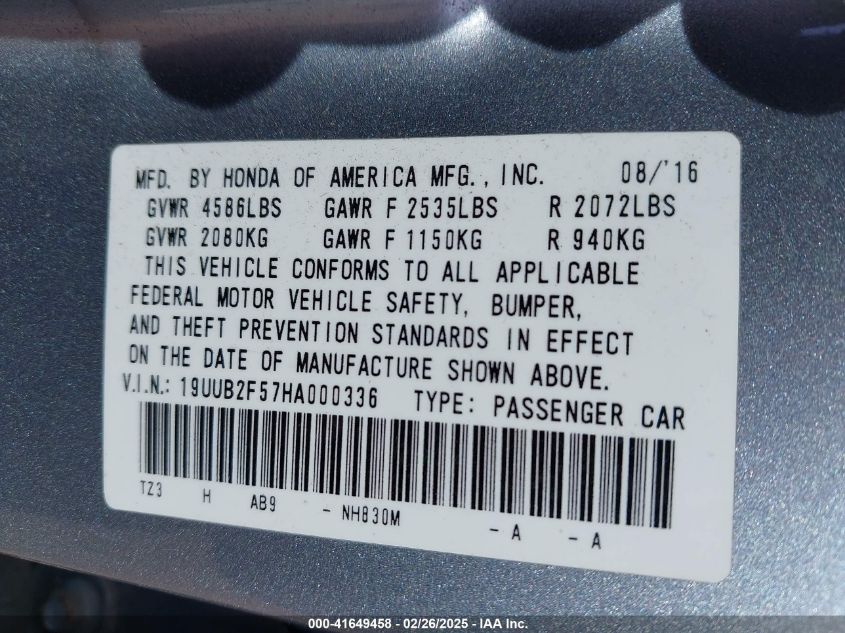 MFD. BY HONDA OF AMERICA MFG., INC. 08/'16
GVWR 4586LBS GAWR F 2535LBS R 2072LBS
GVWR 2080KG GAWR F 1150KG R 940KG
THIS VEHICLE CONFORMS TO ALL APPLICABLE
FEDERAL MOTOR VEHICLE SAFETY, BUMPER,
AND THEFT PREVENTION STANDARDS IN EFFECT
ON THE DATE OF MANUFACTURE SHOWN ABOVE.
V.I.N.: 19UUB2F57HA000336 TYPE: PASSENGER CAR
TZ3 H AB9 - NH830M - A - A
000-41649458 - 02/26/2025 - IAA Inc.